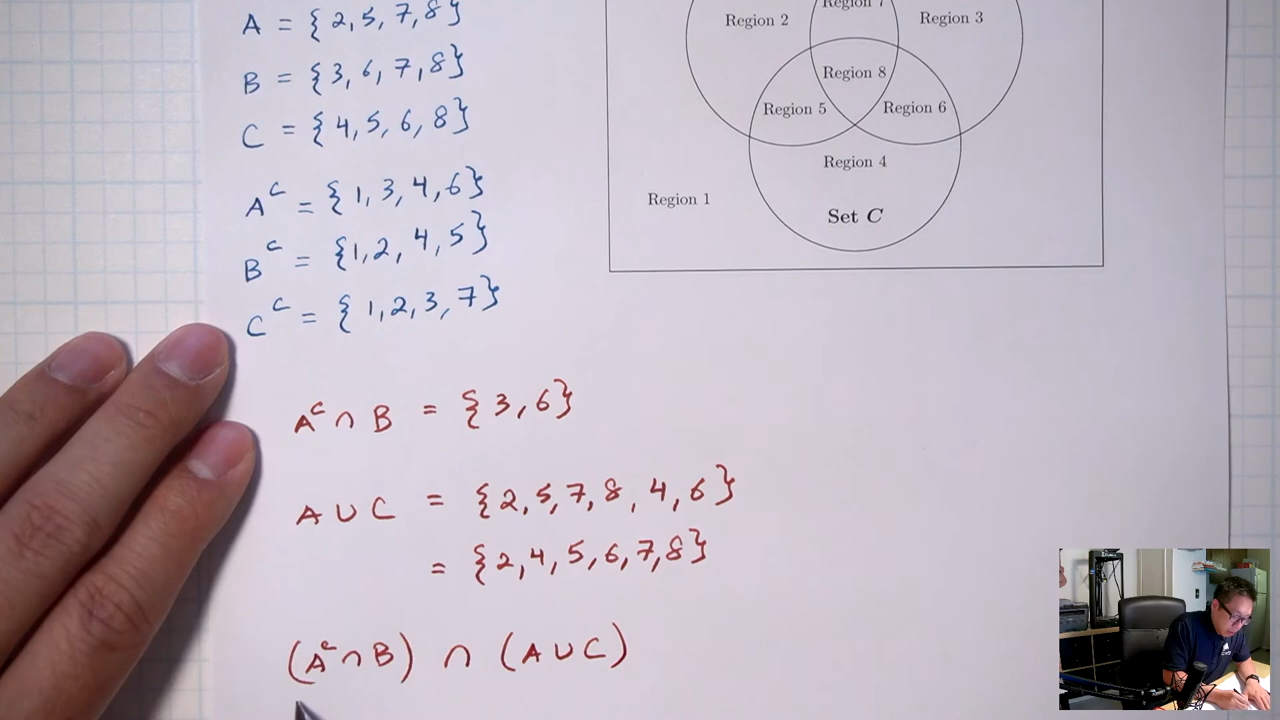 A = {2,5,7,8}
B = {3,6,7,8}
C = {4,5,6,8}
A^c = {1,3,4,6}
B^c = {1,2,4,5}
C^c = {1,2,3,7}
A^c ∩ B = {3,6}
A ∪ C = {2,5,7,8,4,6}
= {2,4,5,6,7,8}
(A^c ∩ B) ∩ (A ∪ C)
Region 7
Region 2
Region 3
Region 8
Region 5
Region 6
Region 4
Region 1
Set C